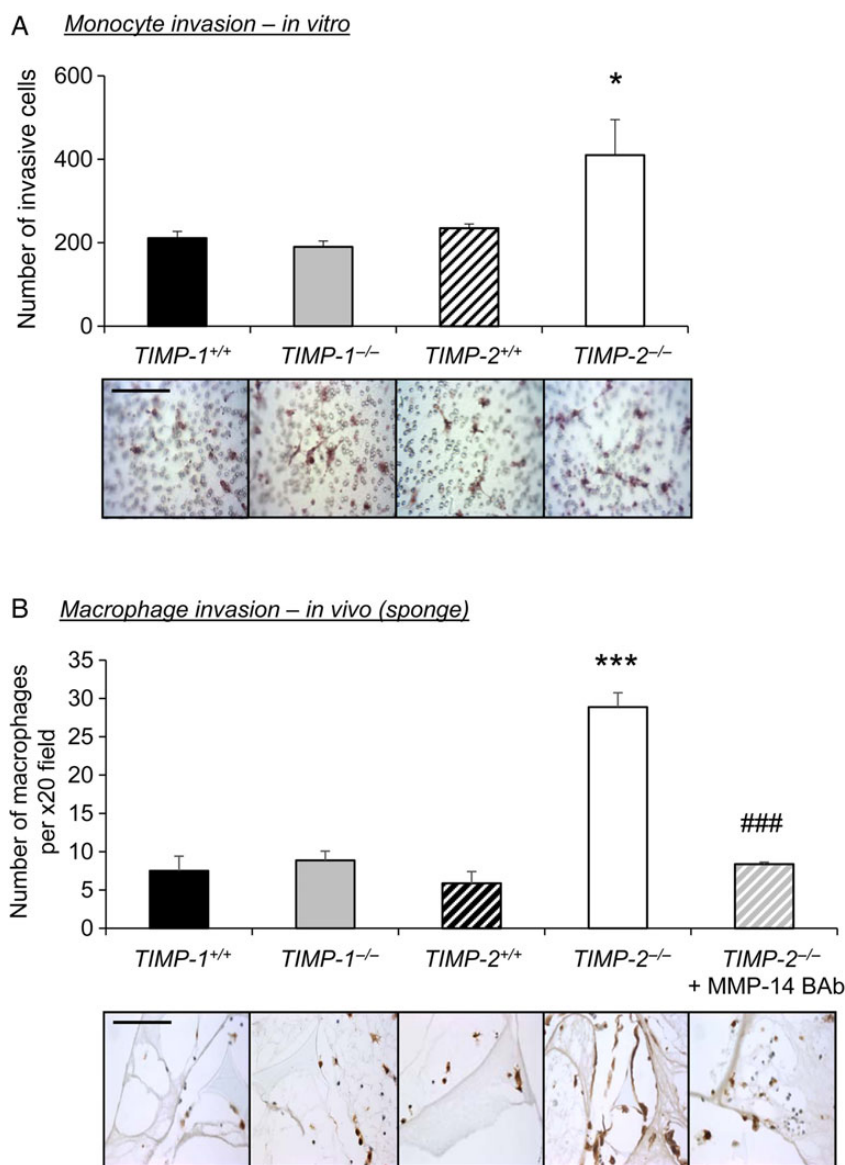 A Monocyte invasion – in vitro
Number of invasive cells
600
400
200
0
*
TIMP-1+/+ TIMP-1–/– TIMP-2+/+ TIMP-2–/–
B Macrophage invasion – in vivo (sponge)
Number of macrophages
per x20 field
35
30
25
20
15
10
5
0
***
###
TIMP-1+/+ TIMP-1–/– TIMP-2+/+ TIMP-2–/– TIMP-2–/–
+ MMP-14 BAb